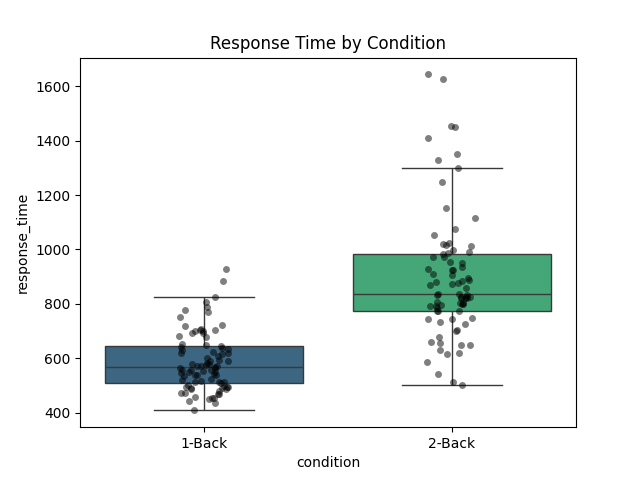 Response Time by Condition
response_time
1600
1400
1200
1000
800
600
400
1-Back
2-Back
condition